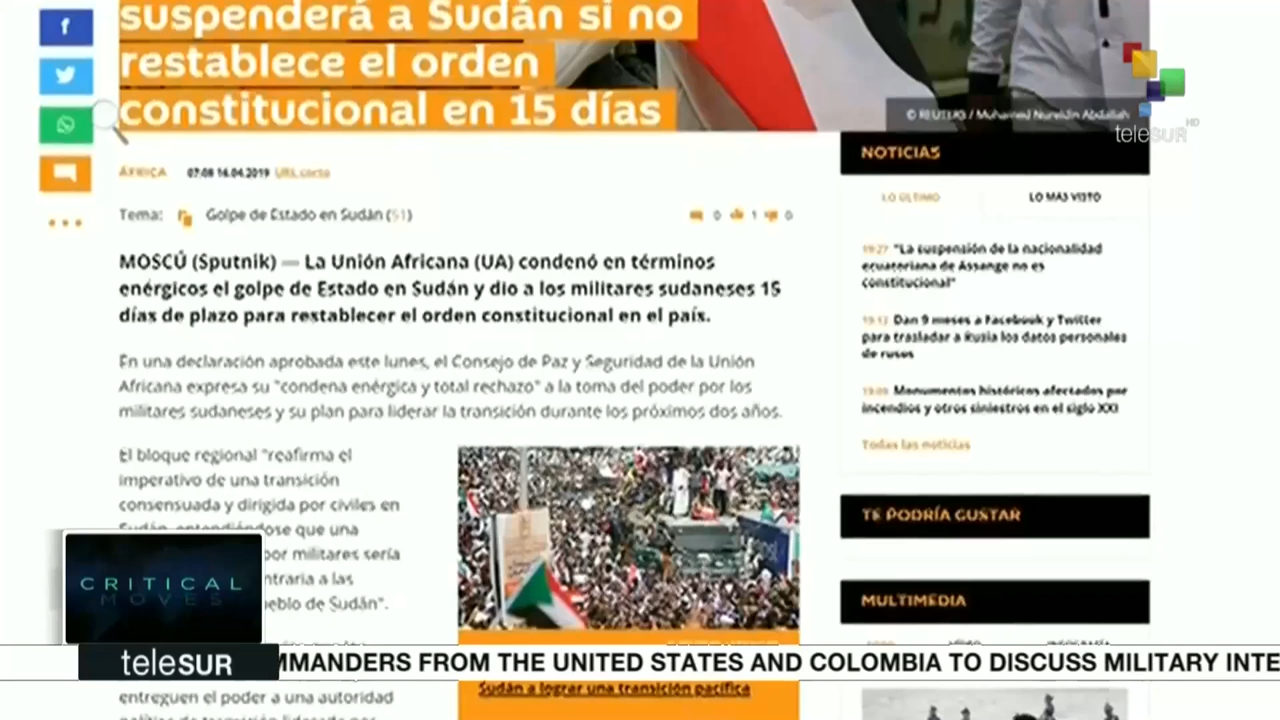 suspenderá a Sudán si no
restablece el orden
constitucional en 15 días
© REUTERS / Mohamed Nureldin Abdallah
teleSUR HD
ÁFRICA 07:08 16.04.2019 URL corto
Tema: Golpe de Estado en Sudán (51)
0 1 0
MOSCÚ (Sputnik) — La Unión Africana (UA) condenó en términos
enérgicos el golpe de Estado en Sudán y dio a los militares sudaneses 15
días de plazo para restablecer el orden constitucional en el país.
En una declaración aprobada este lunes, el Consejo de Paz y Seguridad de la Unión
Africana expresa su "condena enérgica y total rechazo" a la toma del poder por los
militares sudaneses y su plan para liderar la transición durante los próximos dos años.
El bloque regional "reafirma el
imperativo de una transición
consensuada y dirigida por civiles en
Sudán, entendiéndose que una
por militares sería
ntraria a las
eblo de Sudán".
entreguen el poder a una autoridad
Sudán a lograr una transición pacífica
NOTICIAS
LO ÚLTIMO LO MÁS VISTO
19:27 "La suspensión de la nacionalidad
ecuatoriana de Assange no es
constitucional"
19:12 Dan 9 meses a Facebook y Twitter
para trasladar a Rusia los datos personales
de rusos
Monumentos históricos afectados por
incendios y otros siniestros en el siglo XXI
Todas las noticias
TE PODRÍA GUSTAR
MULTIMEDIA
CRITICAL
MOVES
teleSUR
MMANDERS FROM THE UNITED STATES AND COLOMBIA TO DISCUSS MILITARY INTE